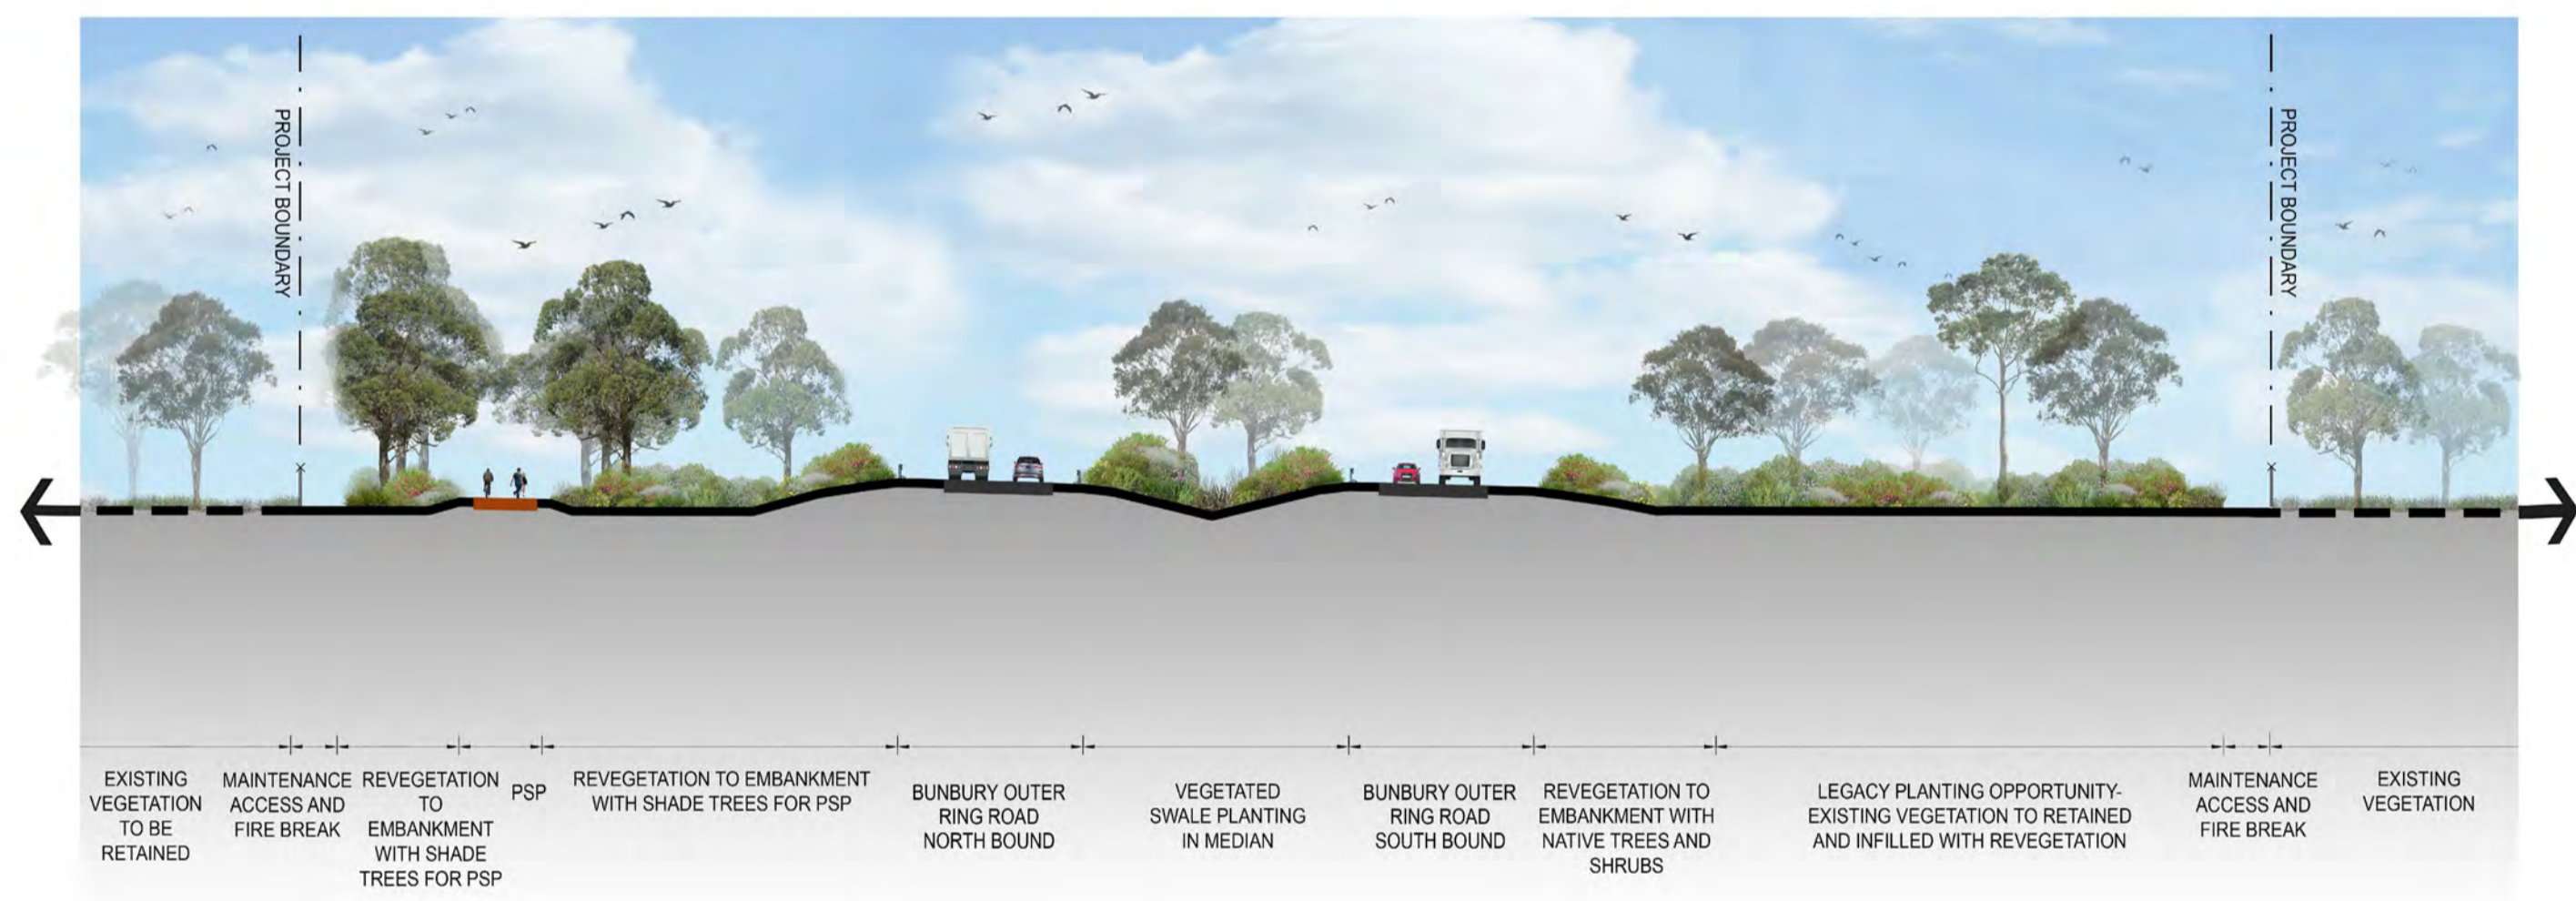 PROJECT BOUNDARY
PROJECT BOUNDARY
EXISTING
VEGETATION
TO BE
RETAINED
MAINTENANCE
ACCESS AND
FIRE BREAK
REVEGETATION
TO
EMBANKMENT
WITH SHADE
TREES FOR PSP
PSP
REVEGETATION TO EMBANKMENT
WITH SHADE TREES FOR PSP
BUNBURY OUTER
RING ROAD
NORTH BOUND
VEGETATED
SWALE PLANTING
IN MEDIAN
BUNBURY OUTER
RING ROAD
SOUTH BOUND
REVEGETATION TO
EMBANKMENT WITH
NATIVE TREES AND
SHRUBS
LEGACY PLANTING OPPORTUNITY-
EXISTING VEGETATION TO RETAINED
AND INFILLED WITH REVEGETATION
MAINTENANCE
ACCESS AND
FIRE BREAK
EXISTING
VEGETATION